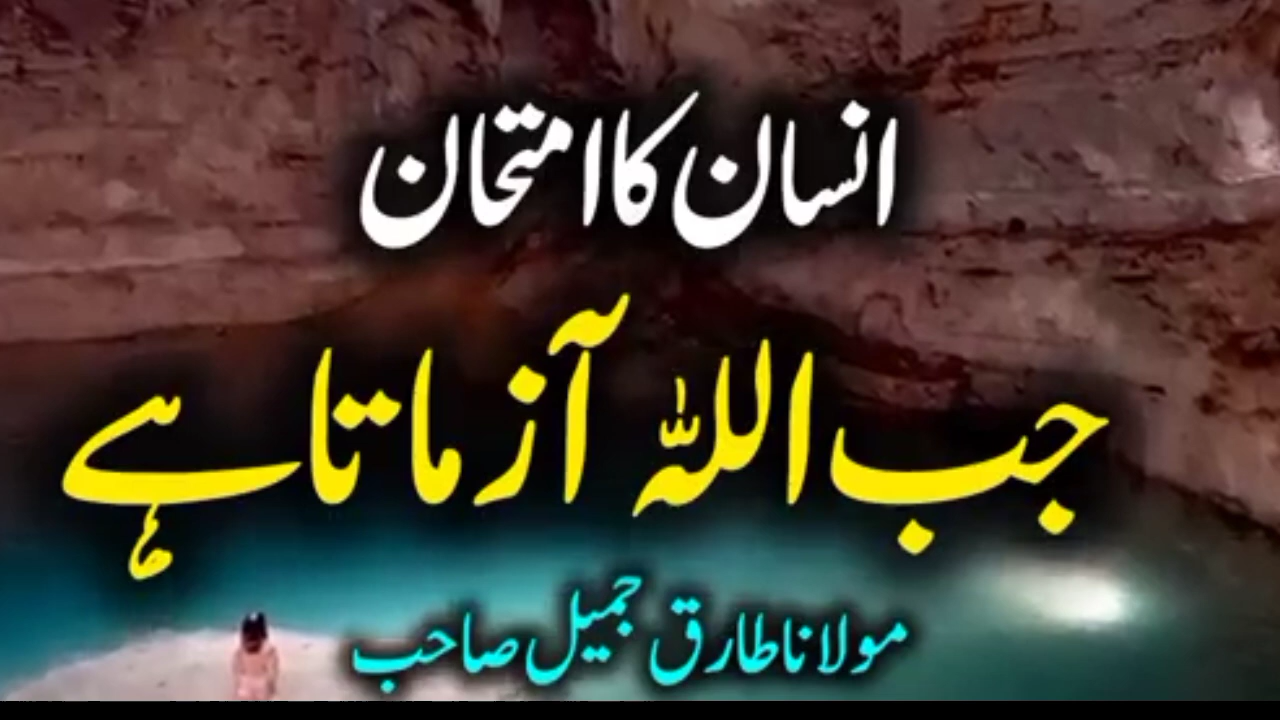 انسان کا امتحان
جب اللہ آزماتا ہے
مولانا طارق جمیل صاحب